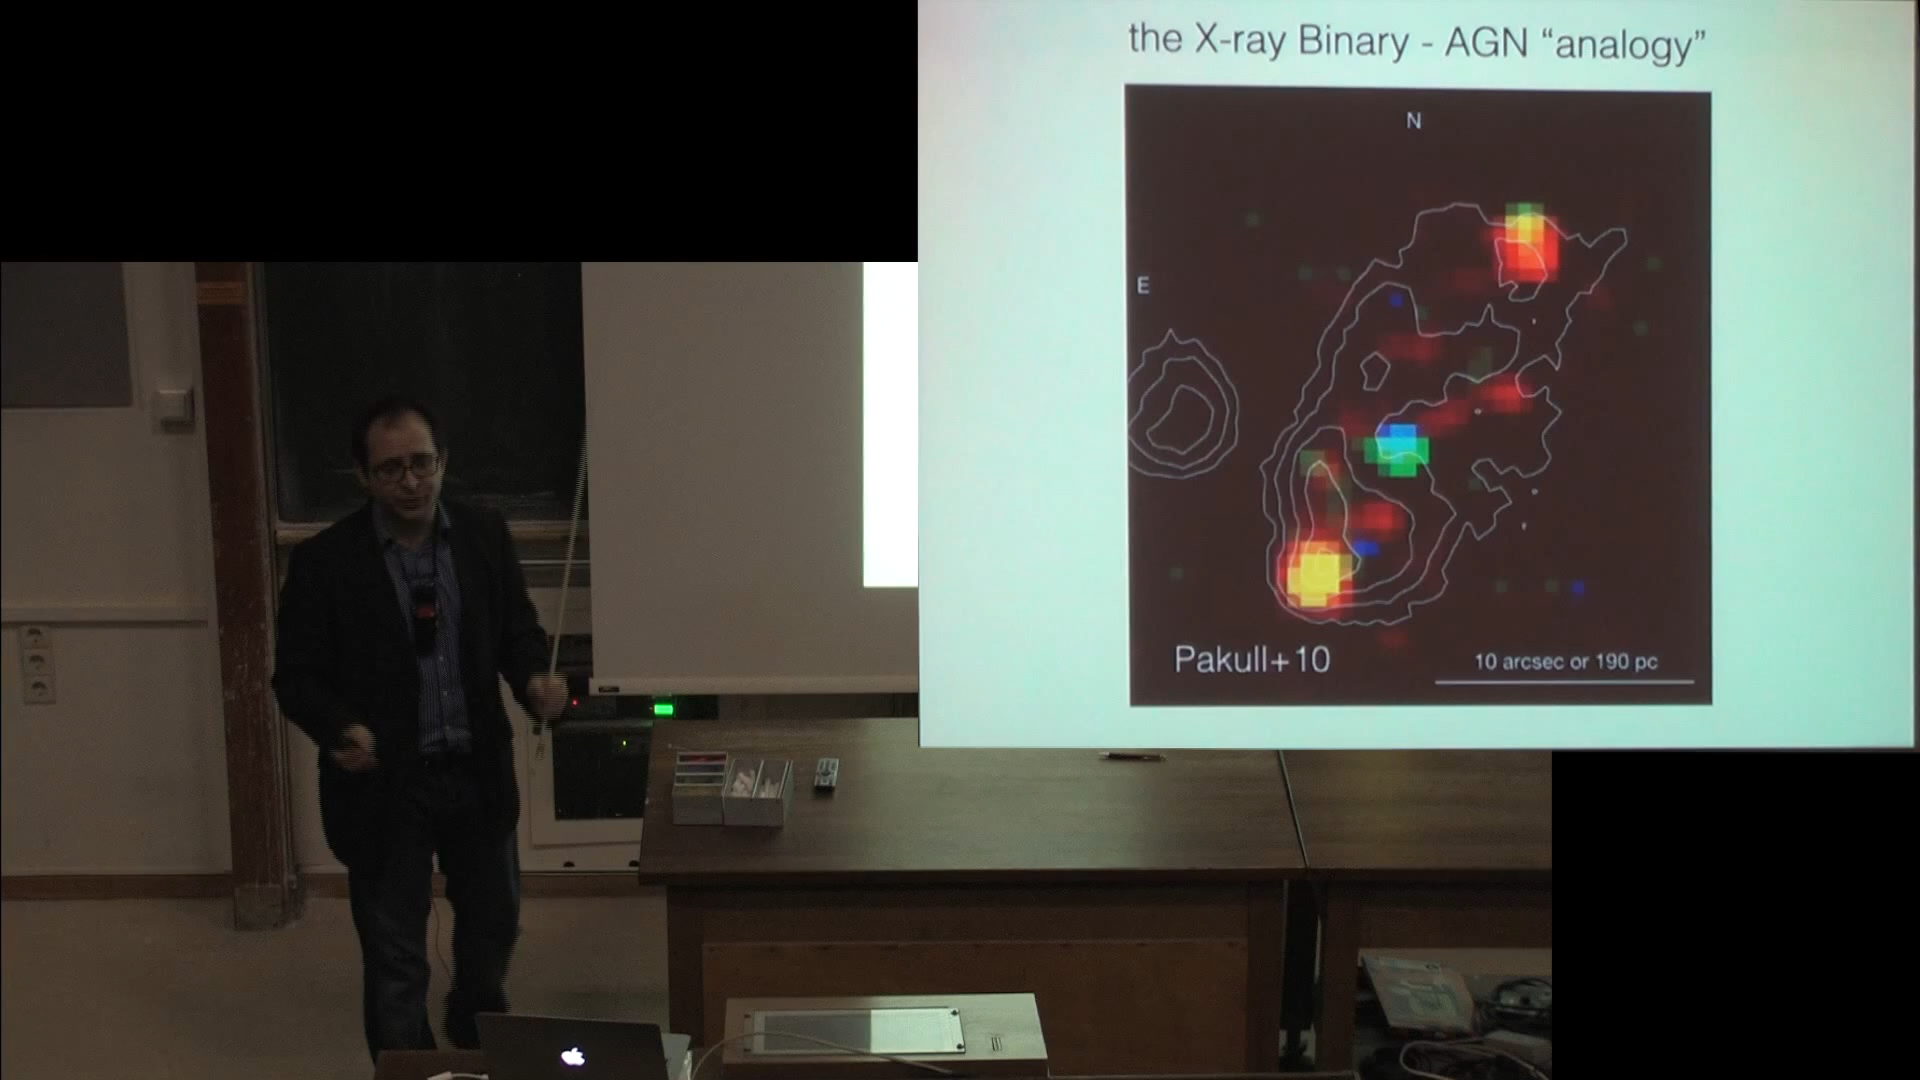 the X-ray Binary - AGN “analogy”
N
E
Pakull+10
10 arcsec or 190 pc